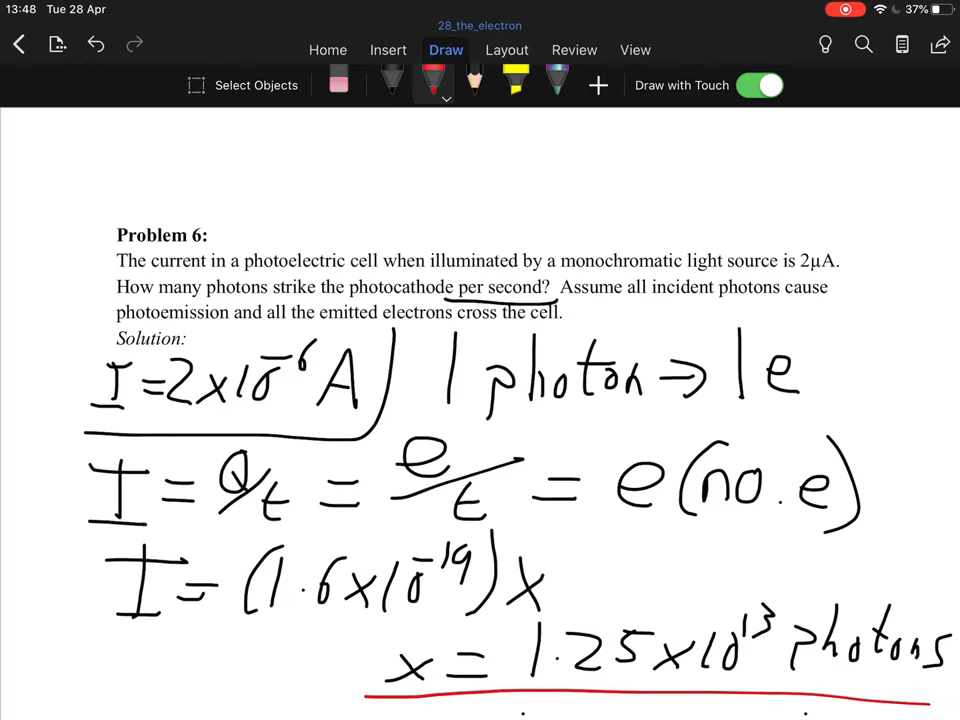 13:48 Tue 28 Apr 37%
28_the_electron
Home Insert Draw Layout Review View
Select Objects Draw with Touch
Problem 6:
The current in a photoelectric cell when illuminated by a monochromatic light source is 2µA.
How many photons strike the photocathode per second? Assume all incident photons cause
photoemission and all the emitted electrons cross the cell.
Solution:
I = 2 x 10^-6 A 1 photon => 1 e
I = Q/t = e/t = e (no. e)
I = (1.6 x 10^-19) x
x = 1.25 x 10^13 photons